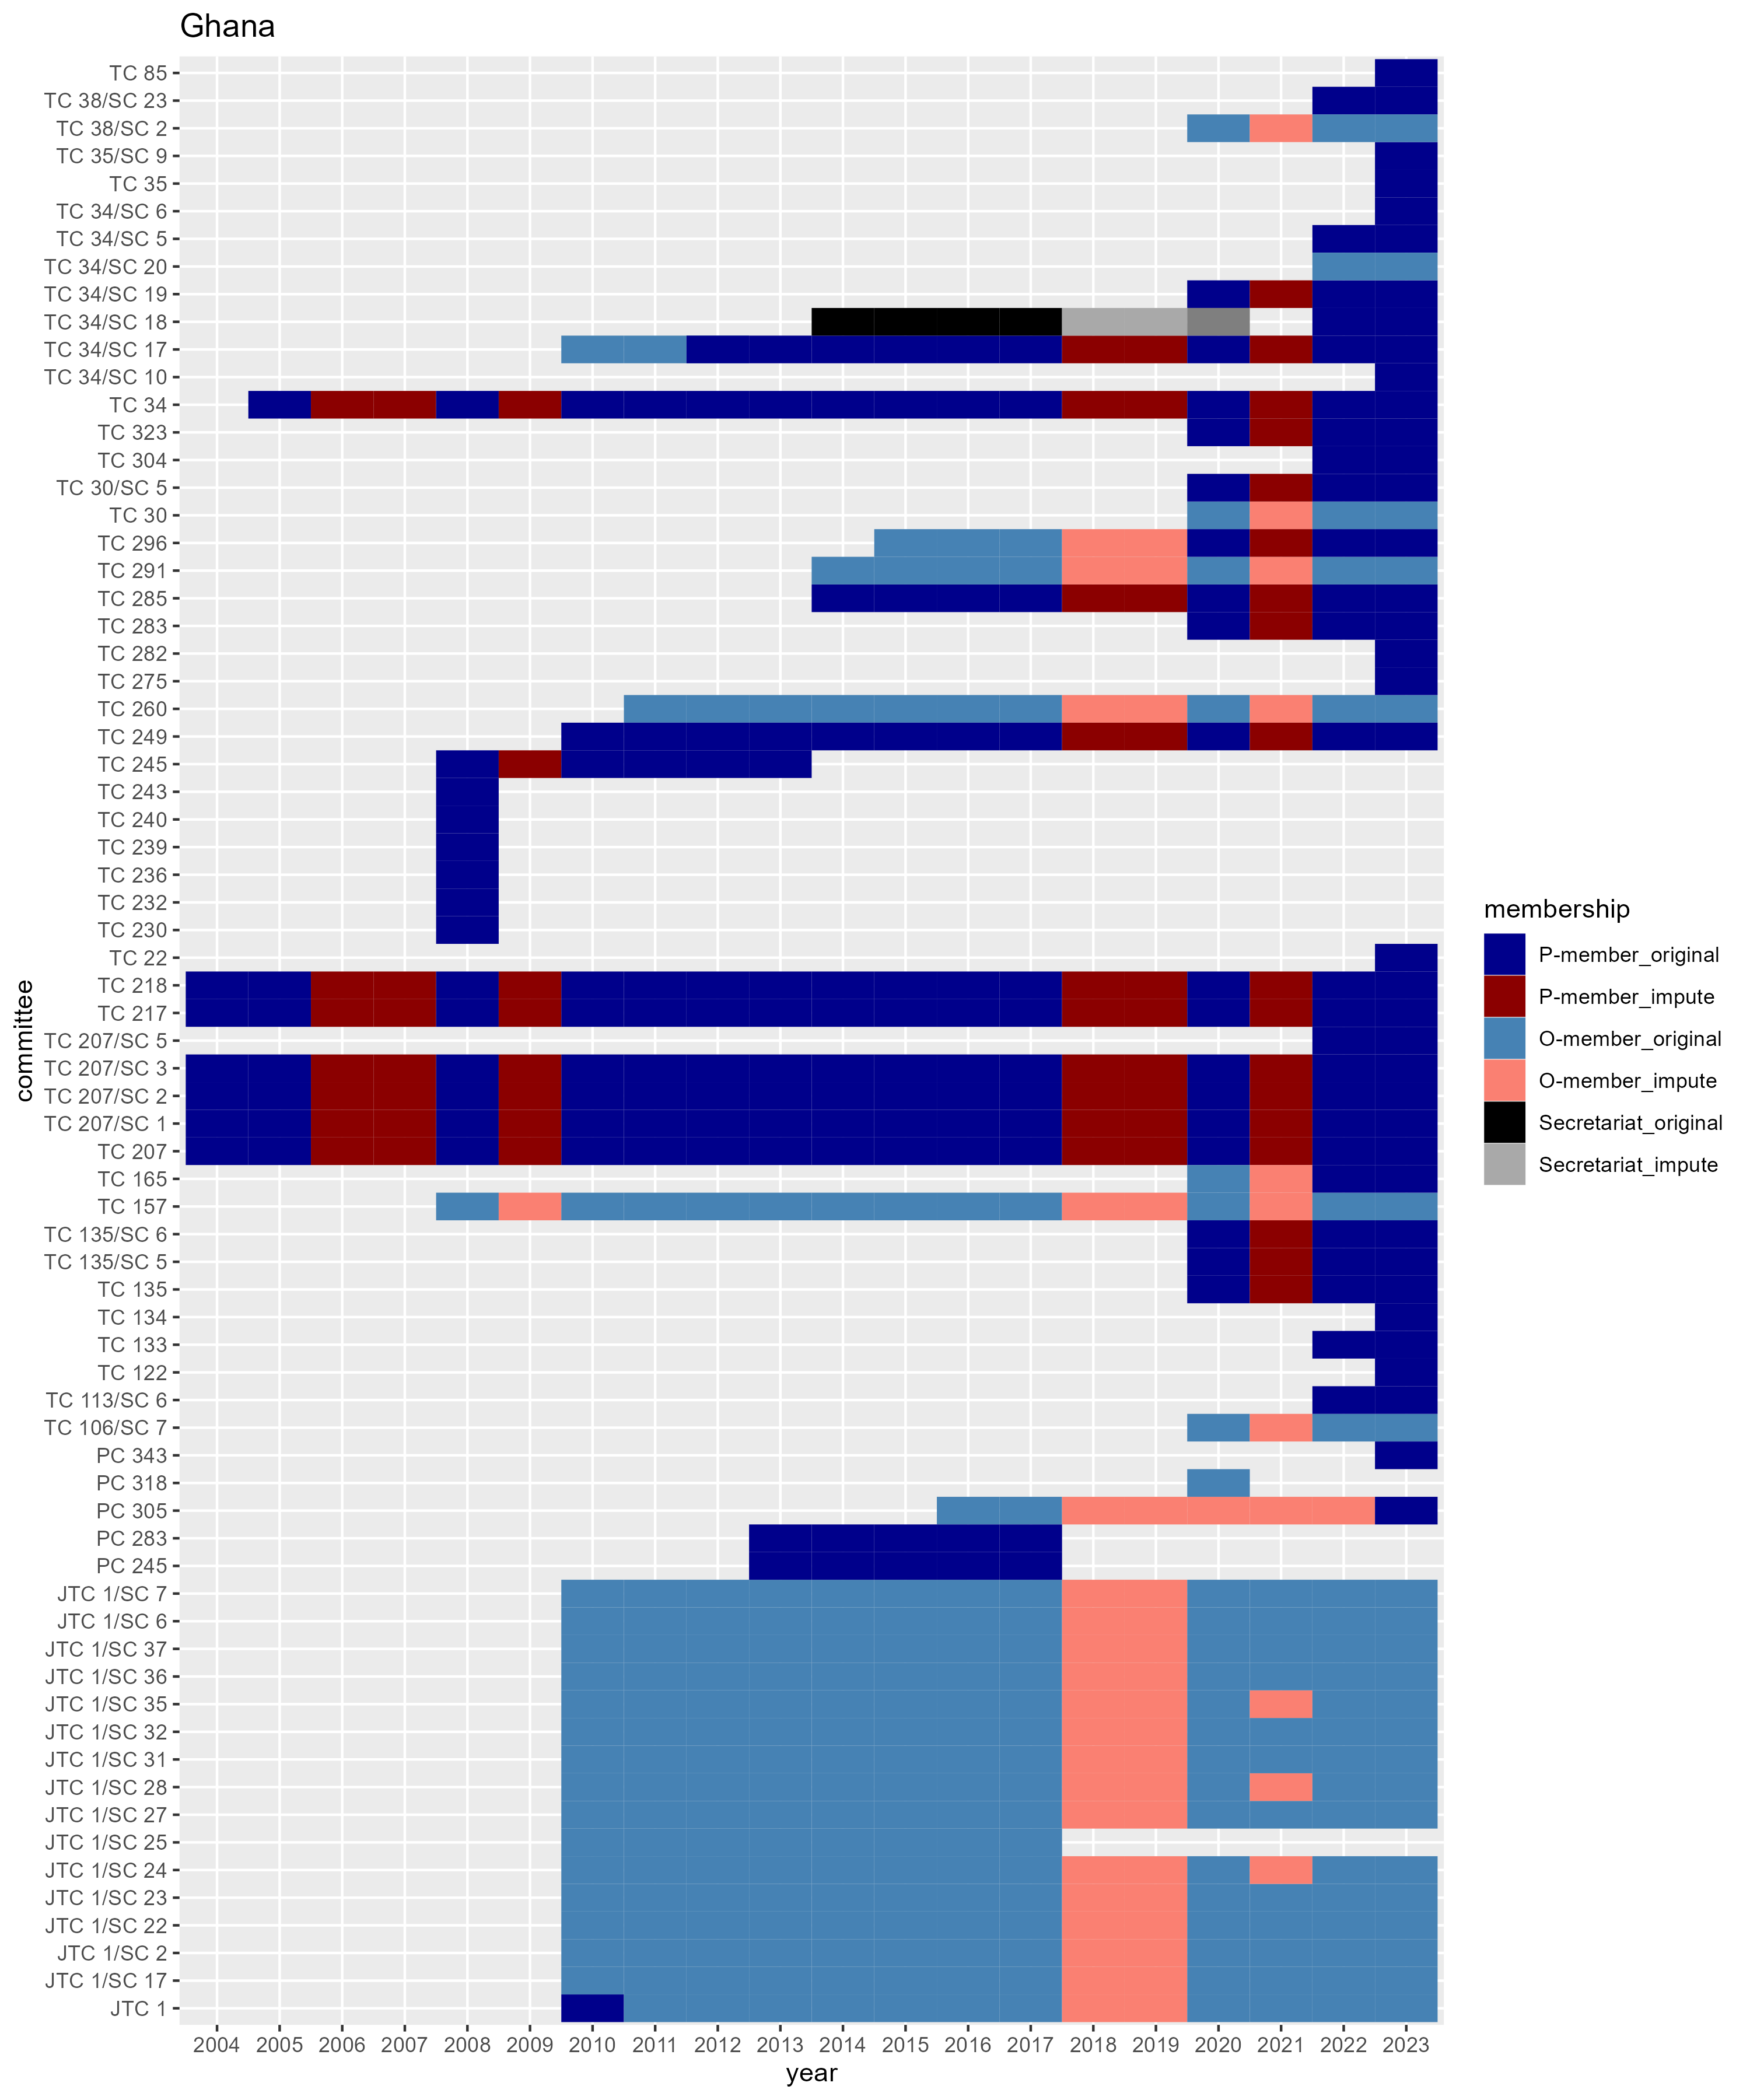 Ghana
TC 85
TC 38/SC 23
TC 38/SC 2
TC 35/SC 9
TC 35
TC 34/SC 6
TC 34/SC 5
TC 34/SC 20
TC 34/SC 19
TC 34/SC 18
TC 34/SC 17
TC 34/SC 10
TC 34
TC 323
TC 304
TC 30/SC 5
TC 30
TC 296
TC 291
TC 285
TC 283
TC 282
TC 275
TC 260
TC 249
TC 245
TC 243
TC 240
TC 239
TC 236
TC 232
TC 230
TC 22
TC 218
TC 217
TC 207/SC 5
TC 207/SC 3
TC 207/SC 2
TC 207/SC 1
TC 207
TC 165
TC 157
TC 135/SC 6
TC 135/SC 5
TC 135
TC 134
TC 133
TC 122
TC 113/SC 6
TC 106/SC 7
PC 343
PC 318
PC 305
PC 283
PC 245
JTC 1/SC 7
JTC 1/SC 6
JTC 1/SC 37
JTC 1/SC 36
JTC 1/SC 35
JTC 1/SC 32
JTC 1/SC 31
JTC 1/SC 28
JTC 1/SC 27
JTC 1/SC 25
JTC 1/SC 24
JTC 1/SC 23
JTC 1/SC 22
JTC 1/SC 2
JTC 1/SC 17
JTC 1
committee
2004 2005 2006 2007 2008 2009 2010 2011 2012 2013 2014 2015 2016 2017 2018 2019 2020 2021 2022 2023
year
membership
P-member_original
P-member_impute
O-member_original
O-member_impute
Secretariat_original
Secretariat_impute